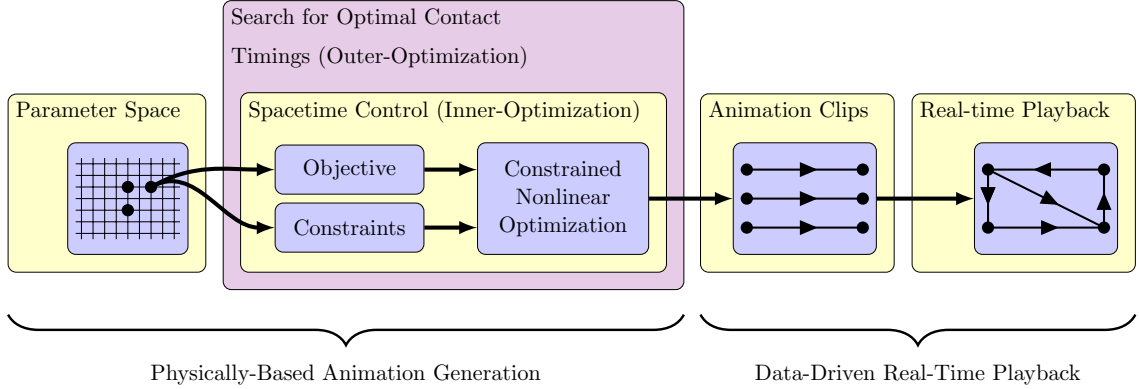 Search for Optimal Contact
Timings (Outer-Optimization)
Parameter Space
Spacetime Control (Inner-Optimization)
Animation Clips
Real-time Playback
Objective
Constraints
Constrained
Nonlinear
Optimization
Physically-Based Animation Generation
Data-Driven Real-Time Playback